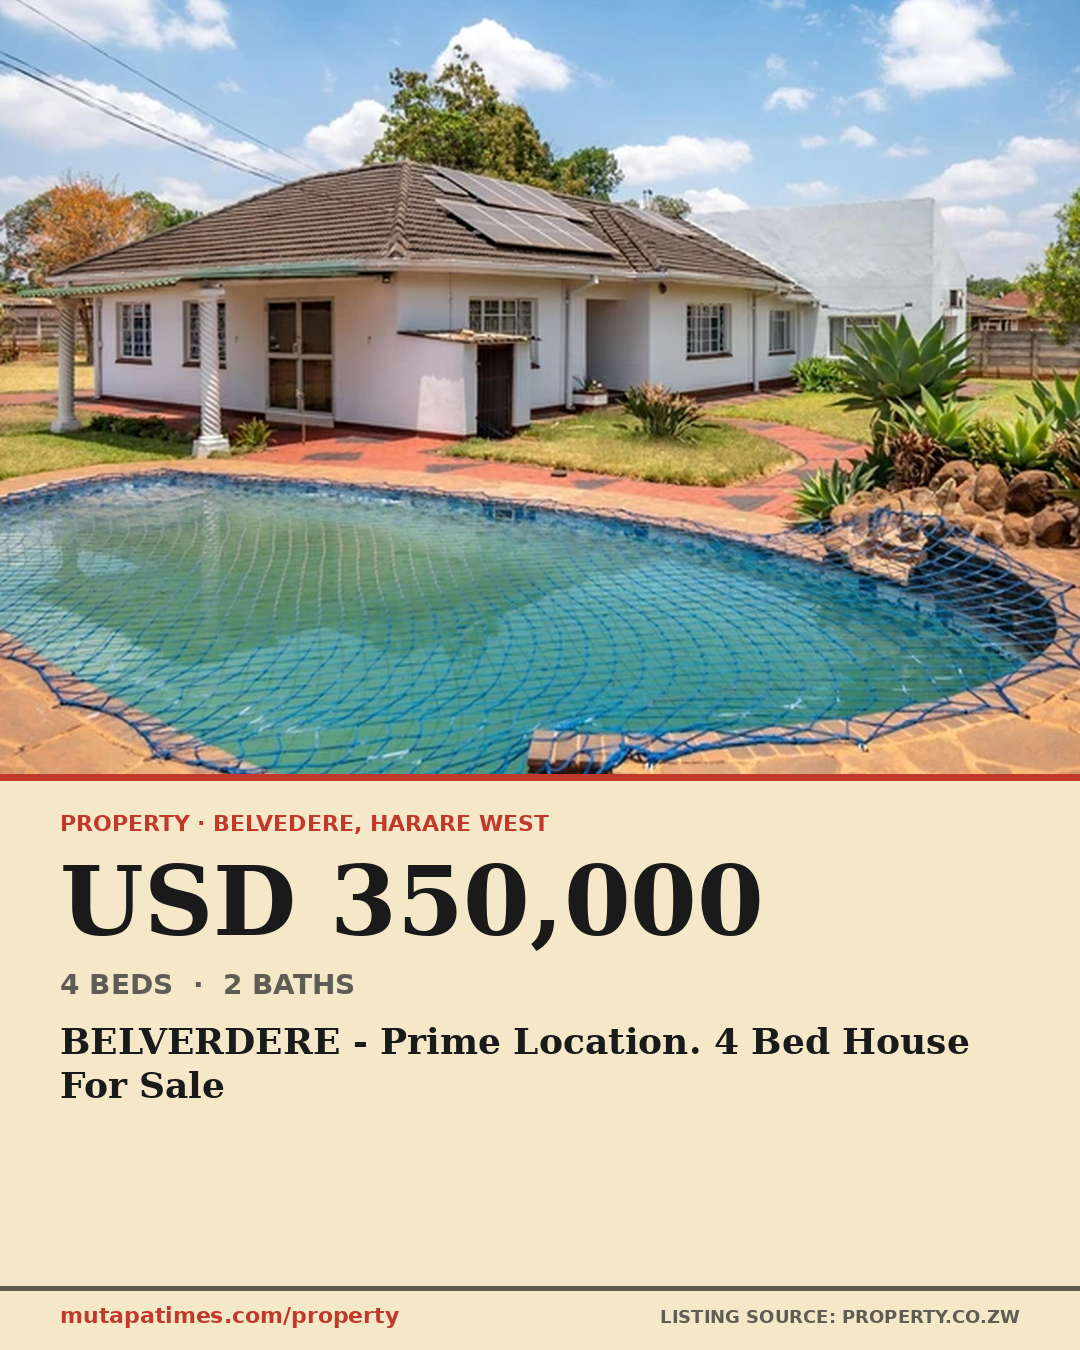 PROPERTY · BELVEDERE, HARARE WEST
USD 350,000
4 BEDS · 2 BATHS
BELVERDERE - Prime Location. 4 Bed House
For Sale
mutapatimes.com/property
LISTING SOURCE: PROPERTY.CO.ZW